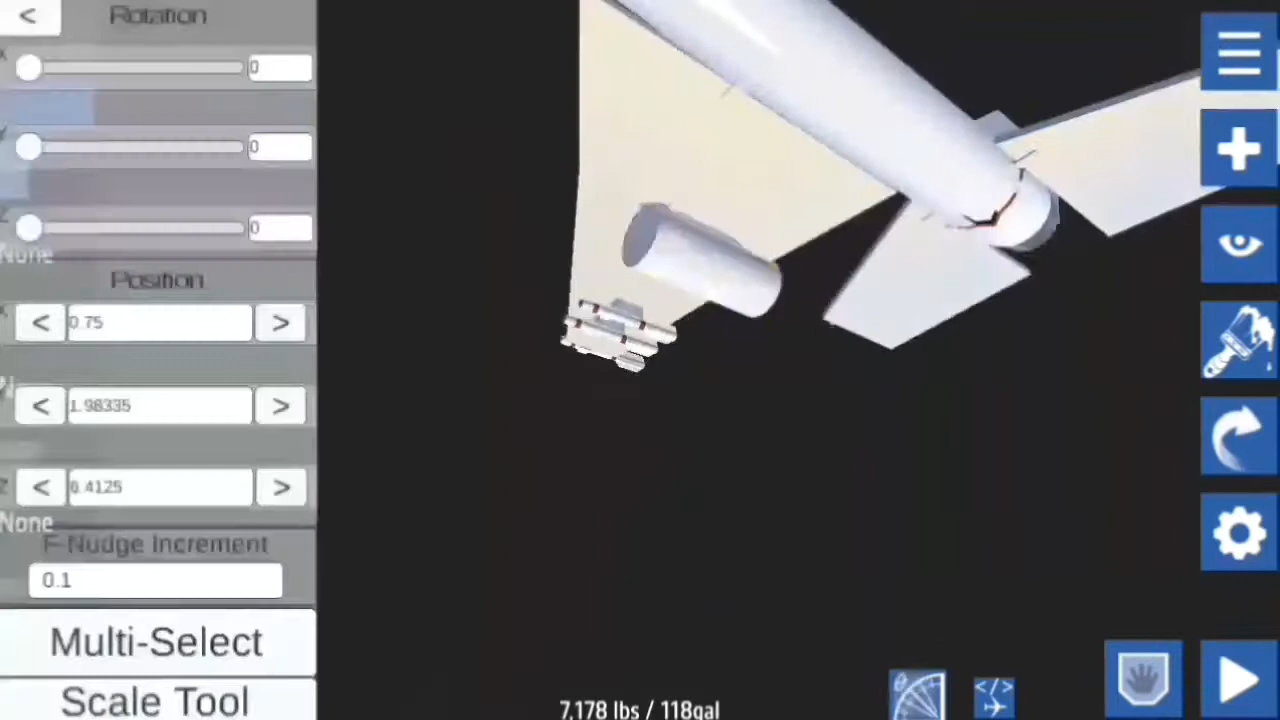 <
Rotation
X
0
Y
0
0
None
Position
< 0.75 >
< 1.98335 >
Z < 0.4125 >
None
F-Nudge Increment
0.1
Multi-Select
Scale Tool
7,178 lbs / 118gal
θ
</>